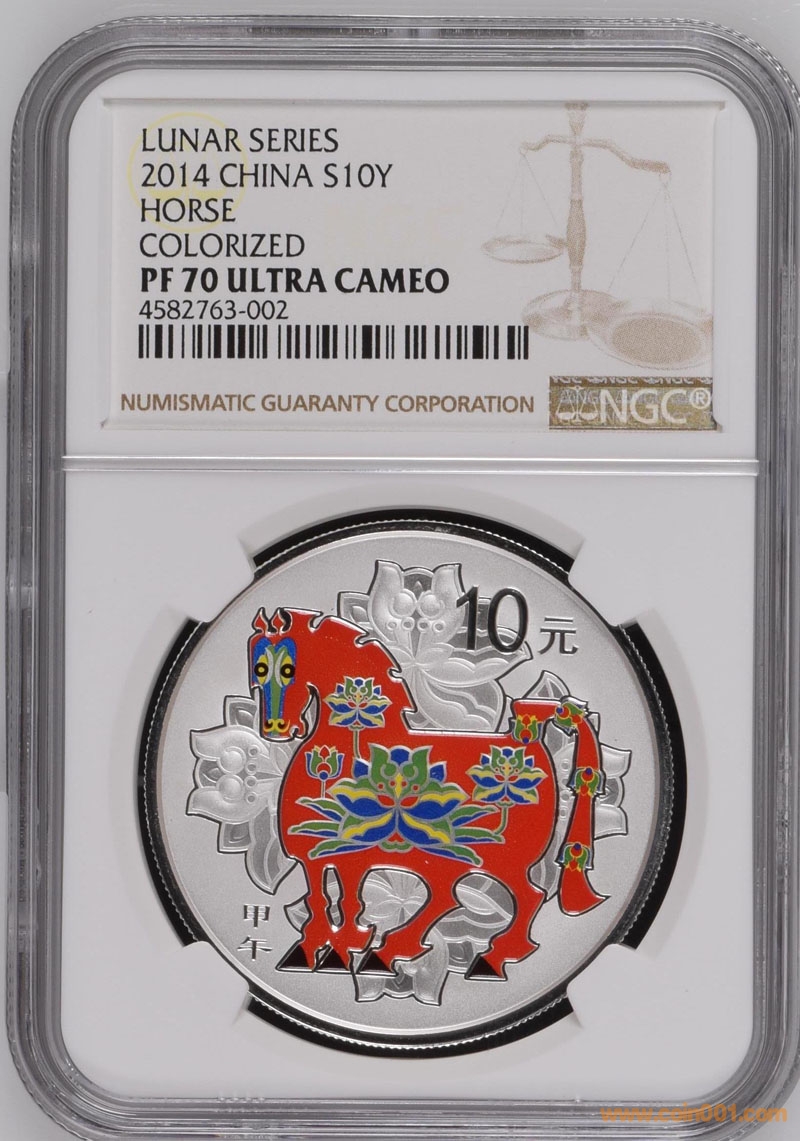 LUNAR SERIES
2014 CHINA S10Y
HORSE
COLORIZED
PF 70 ULTRA CAMEO
4582763-002
NUMISMATIC GUARANTY CORPORATION
NGC®
10元
甲午
www.coin001.com